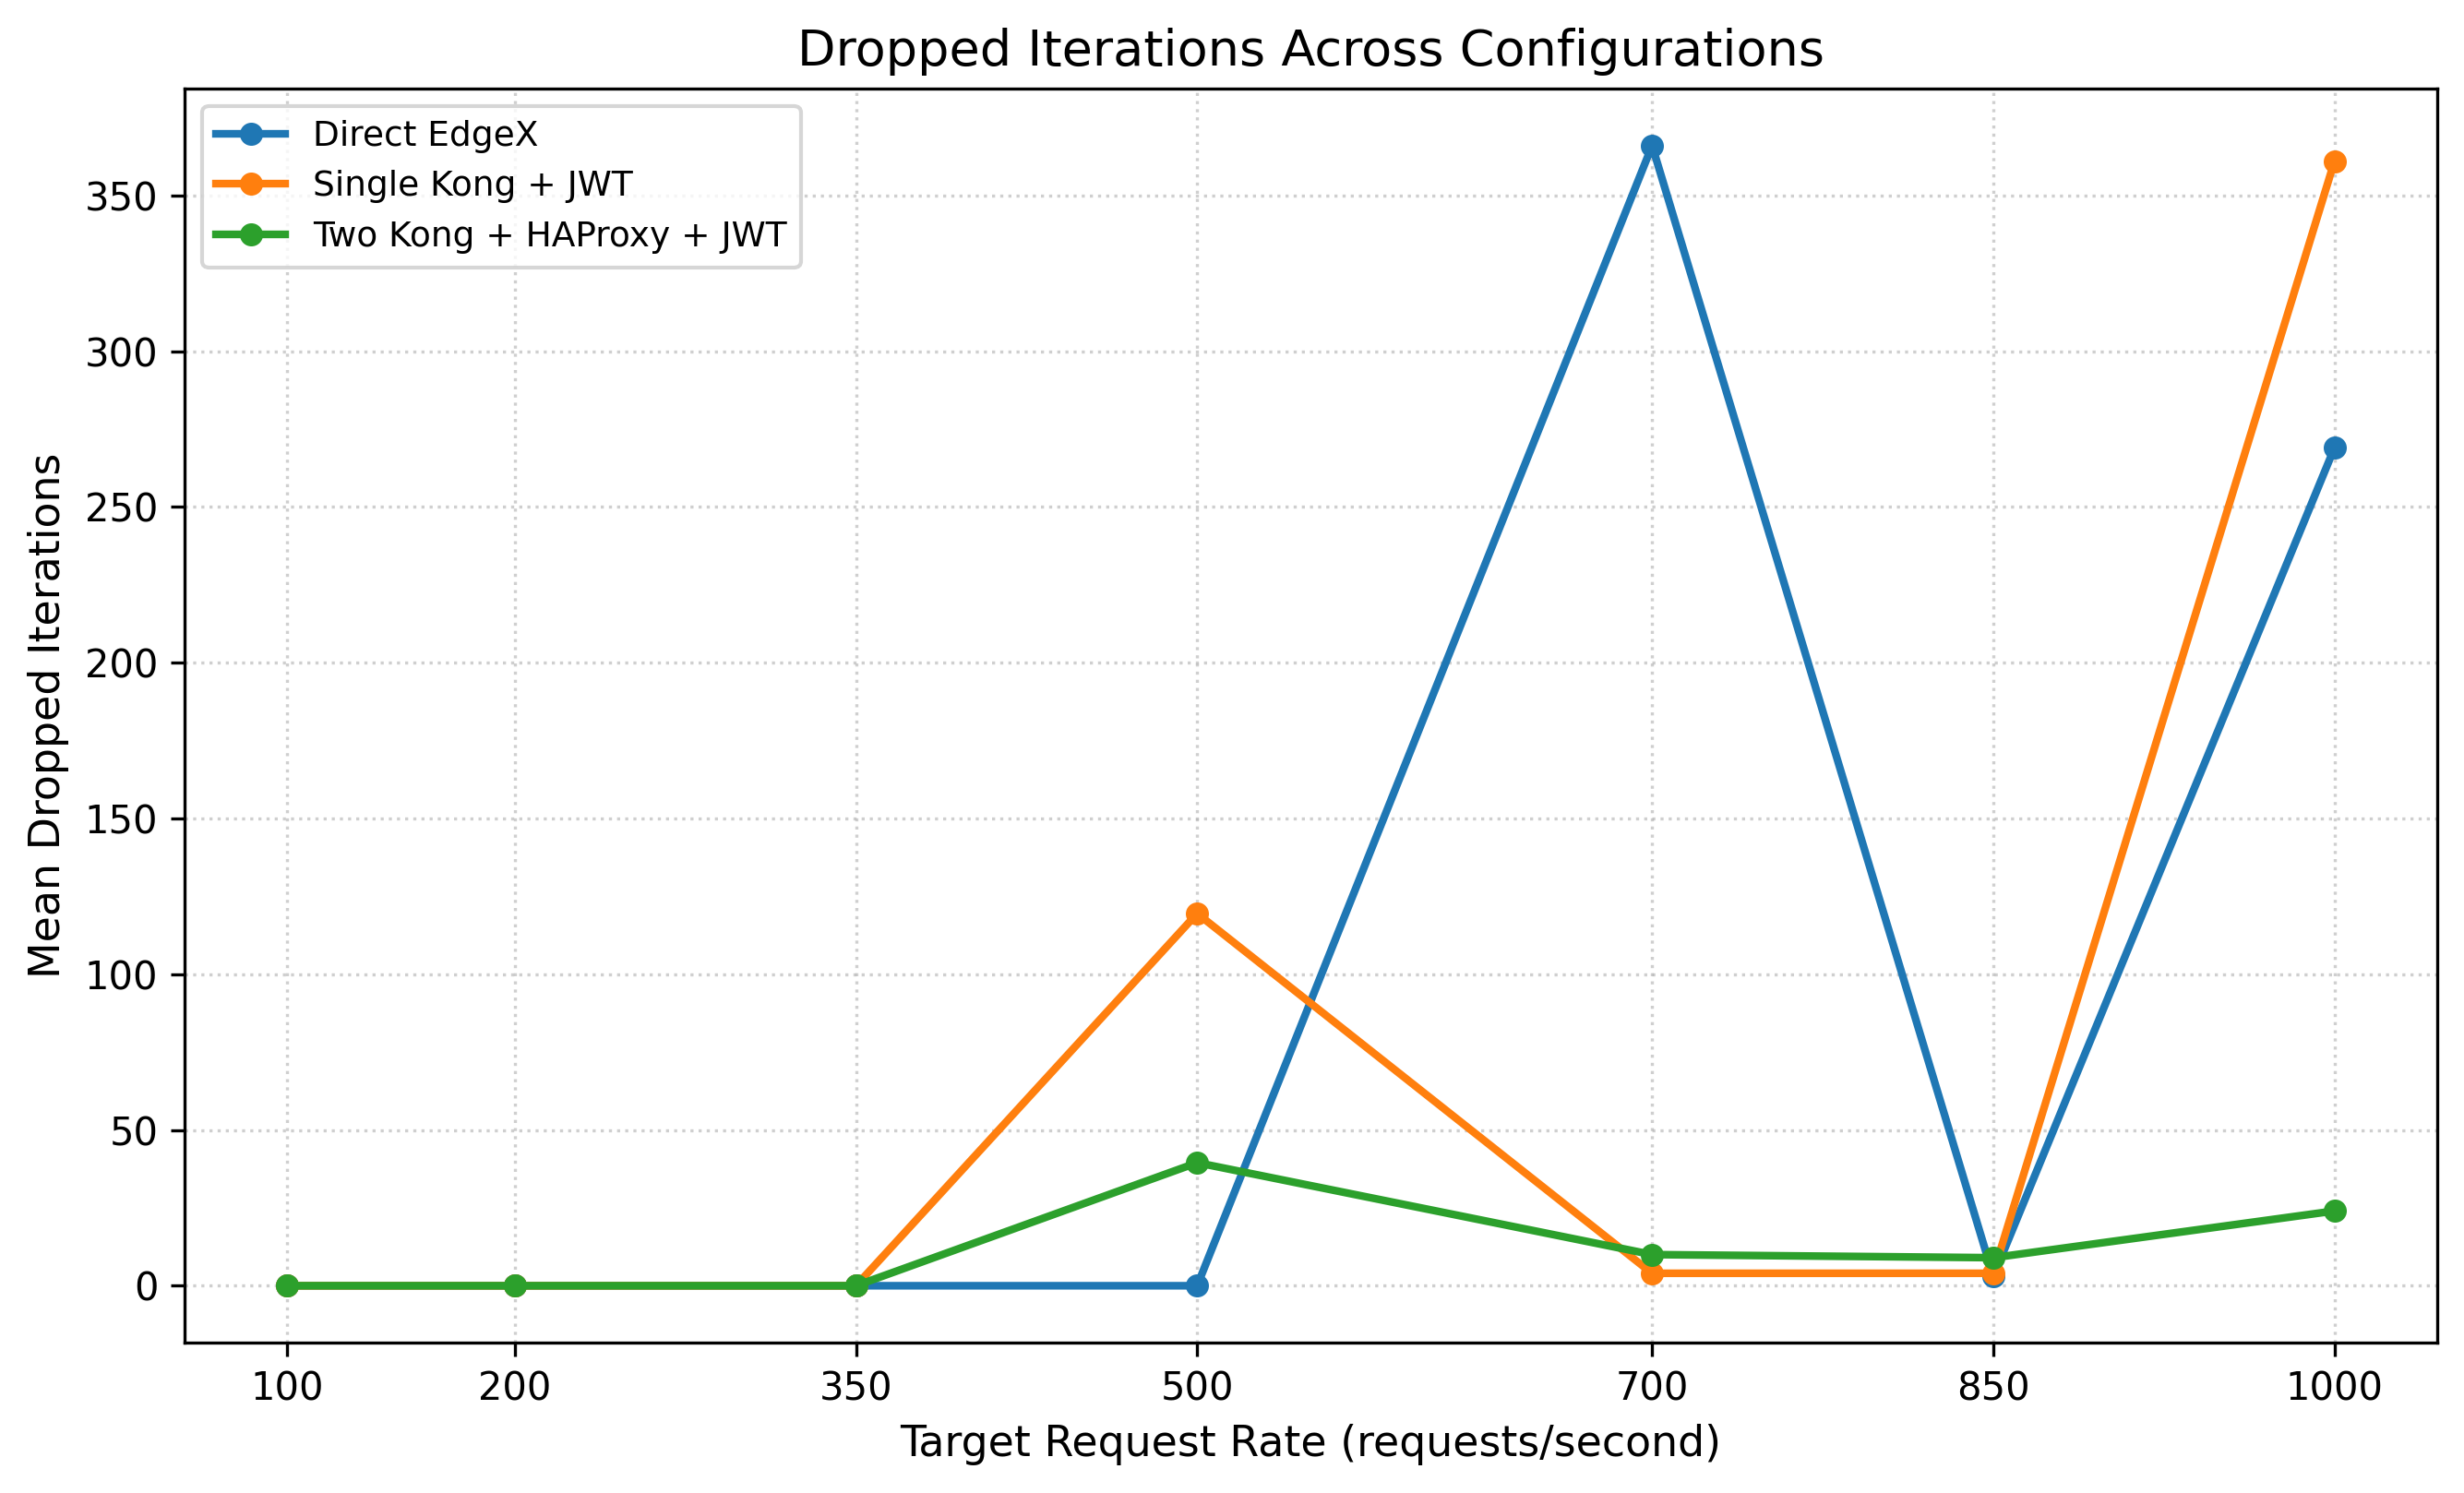 Dropped Iterations Across Configurations
Direct EdgeX
Single Kong + JWT
Two Kong + HAProxy + JWT
Mean Dropped Iterations
350
300
250
200
150
100
50
0
100 200 350 500 700 850 1000
Target Request Rate (requests/second)